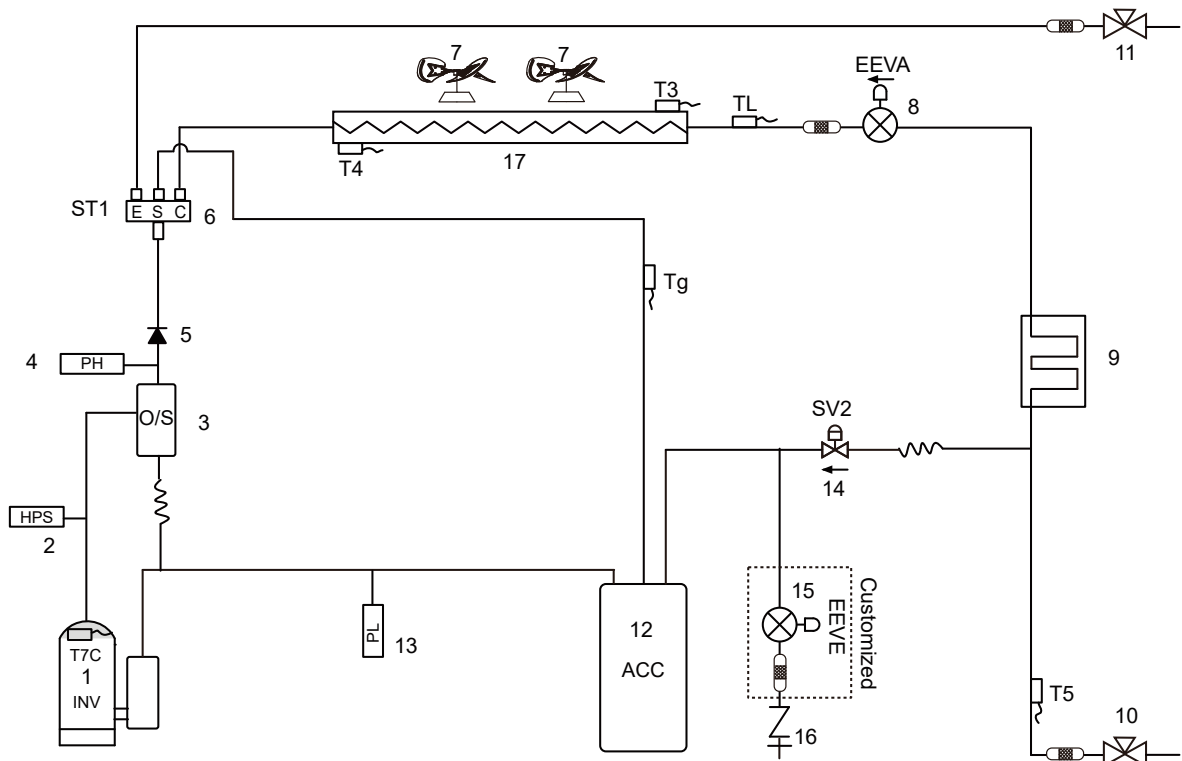 11
7
7
EEVA
8
T3
TL
T4
17
ST1
E S C
6
Tg
5
4
PH
9
O/S
3
SV2
14
HPS
2
15
EEVE
Customized
12
ACC
PL
13
T7C
1
INV
T5
10
16